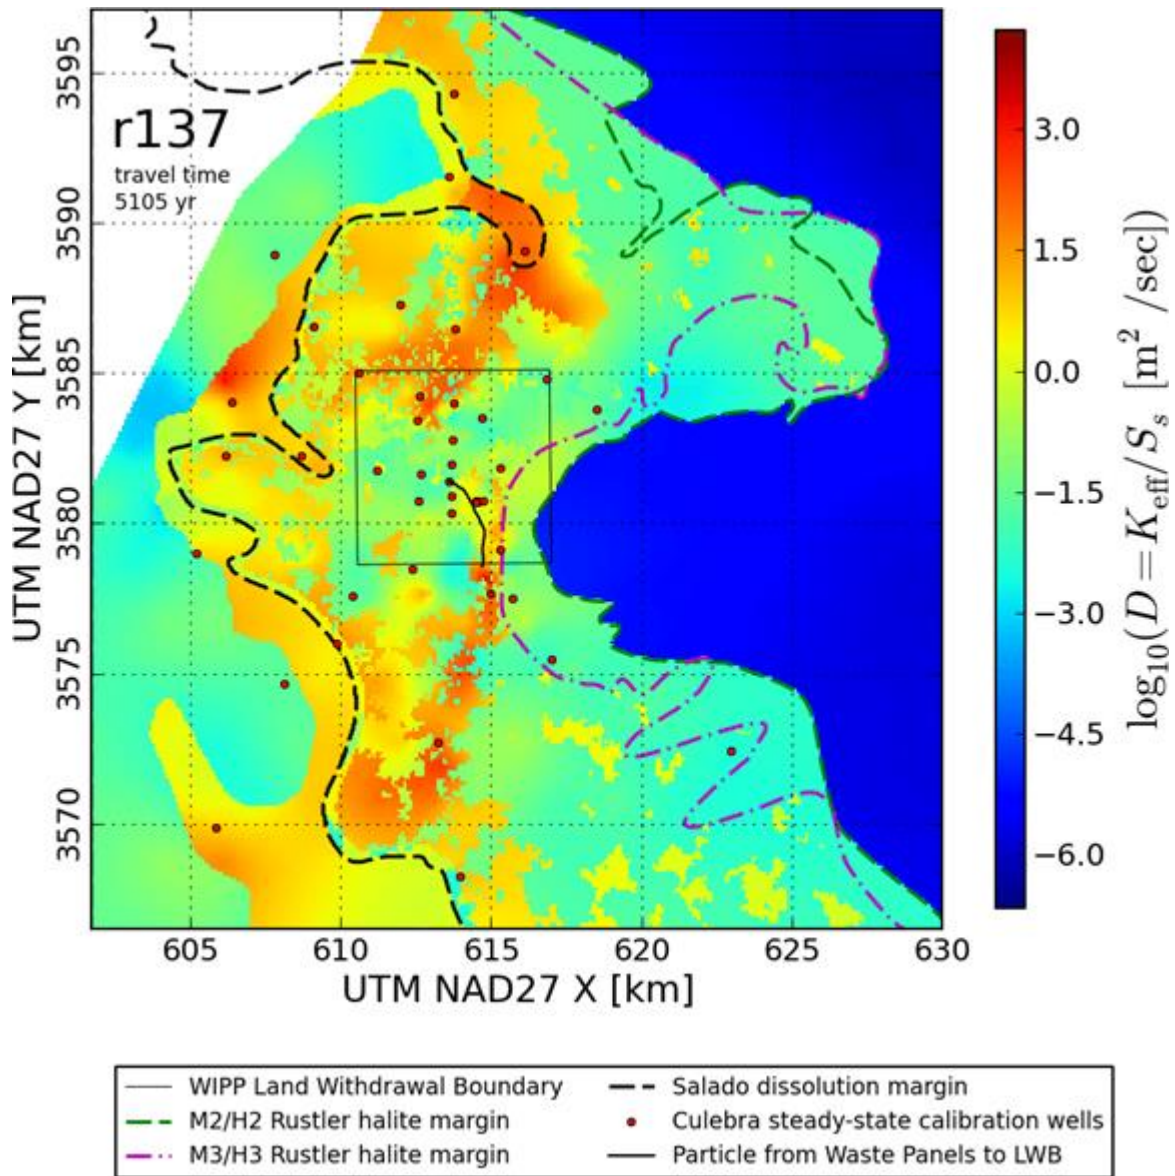 r137
travel time
5105 yr
3595
3590
3585
3580
3575
3570
UTM NAD27 Y [km]
605 610 615 620 625 630
UTM NAD27 X [km]
3.0
1.5
0.0
−1.5
−3.0
−4.5
−6.0
log₁₀(D = K_eff/S_s [m² /sec])
WIPP Land Withdrawal Boundary
M2/H2 Rustler halite margin
M3/H3 Rustler halite margin
Salado dissolution margin
Culebra steady-state calibration wells
Particle from Waste Panels to LWB